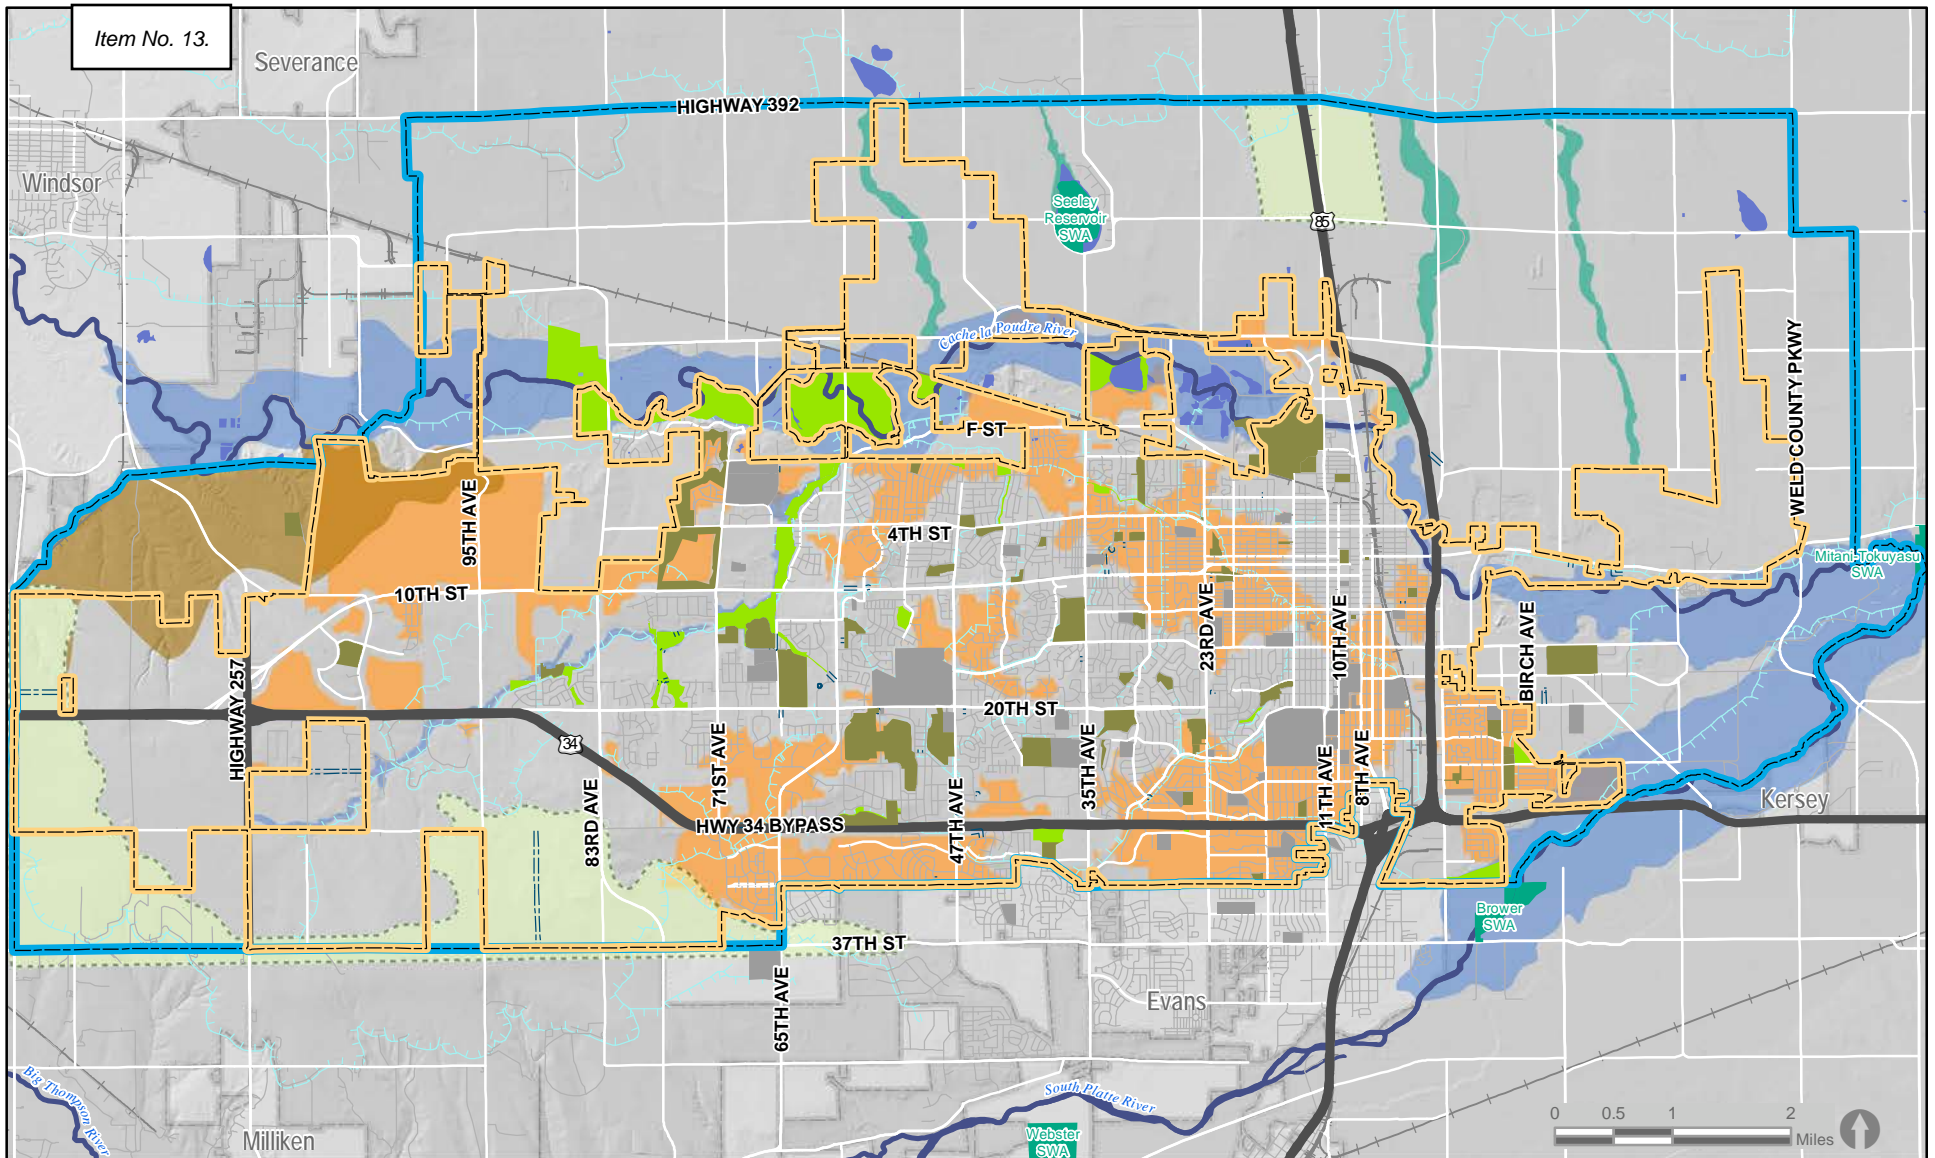 Item No. 13.
Severance
HIGHWAY 392
Windsor
Seeley
Reservoir
SWA
85
Cache la Poudre River
WELD COUNTY PKWY
F ST
95TH AVE
4TH ST
Mitani-Tokuyasu
SWA
10TH ST
23RD AVE
10TH AVE
BIRCH AVE
HIGHWAY 257
20TH ST
34
71ST AVE
35TH AVE
11TH AVE
8TH AVE
83RD AVE
HWY 34 BYPASS
47TH AVE
Kersey
Brower
SWA
37TH ST
65TH AVE
Evans
Big Thompson River
South Platte River
Milliken
Webster
SWA
0 0.5 1 2
Miles